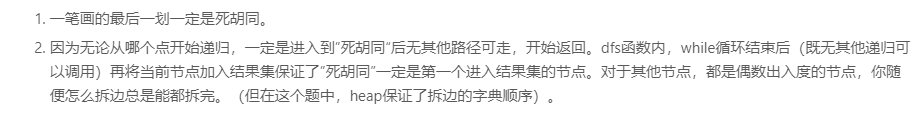 1. 一笔画的最后一划一定是死胡同。
2. 因为无论从哪个点开始递归，一定是进入到”死胡同”后无其他路径可走，开始返回。dfs函数内，while循环结束后（既无其他递归可
以调用）再将当前节点加入结果集保证了”死胡同”一定是第一个进入结果集的节点。对于其他节点，都是偶数出入度的节点，你随
便怎么拆边总是能都拆完。（但在这个题中，heap保证了拆边的字典顺序）。